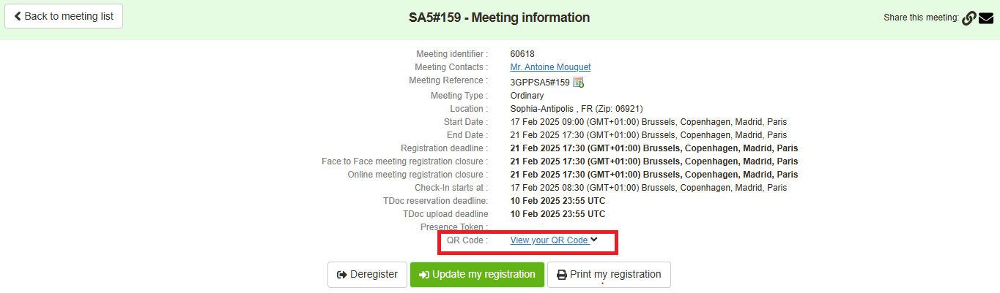 Back to meeting list
SA5#159 - Meeting information
Share this meeting:
Meeting identifier : 60618
Meeting Contacts : Mr. Antoine Mouquet
Meeting Reference : 3GPPSA5#159
Meeting Type : Ordinary
Location : Sophia-Antipolis , FR (Zip: 06921)
Start Date : 17 Feb 2025 09:00 (GMT+01:00) Brussels, Copenhagen, Madrid, Paris
End Date : 21 Feb 2025 17:30 (GMT+01:00) Brussels, Copenhagen, Madrid, Paris
Registration deadline : 21 Feb 2025 17:30 (GMT+01:00) Brussels, Copenhagen, Madrid, Paris
Face to Face meeting registration closure : 21 Feb 2025 17:30 (GMT+01:00) Brussels, Copenhagen, Madrid, Paris
Online meeting registration closure : 21 Feb 2025 17:30 (GMT+01:00) Brussels, Copenhagen, Madrid, Paris
Check-In starts at : 17 Feb 2025 08:30 (GMT+01:00) Brussels, Copenhagen, Madrid, Paris
TDoc reservation deadline: 10 Feb 2025 23:55 UTC
TDoc upload deadline 10 Feb 2025 23:55 UTC
Presence Token :
QR Code : View your QR Code
Deregister
Update my registration
Print my registration